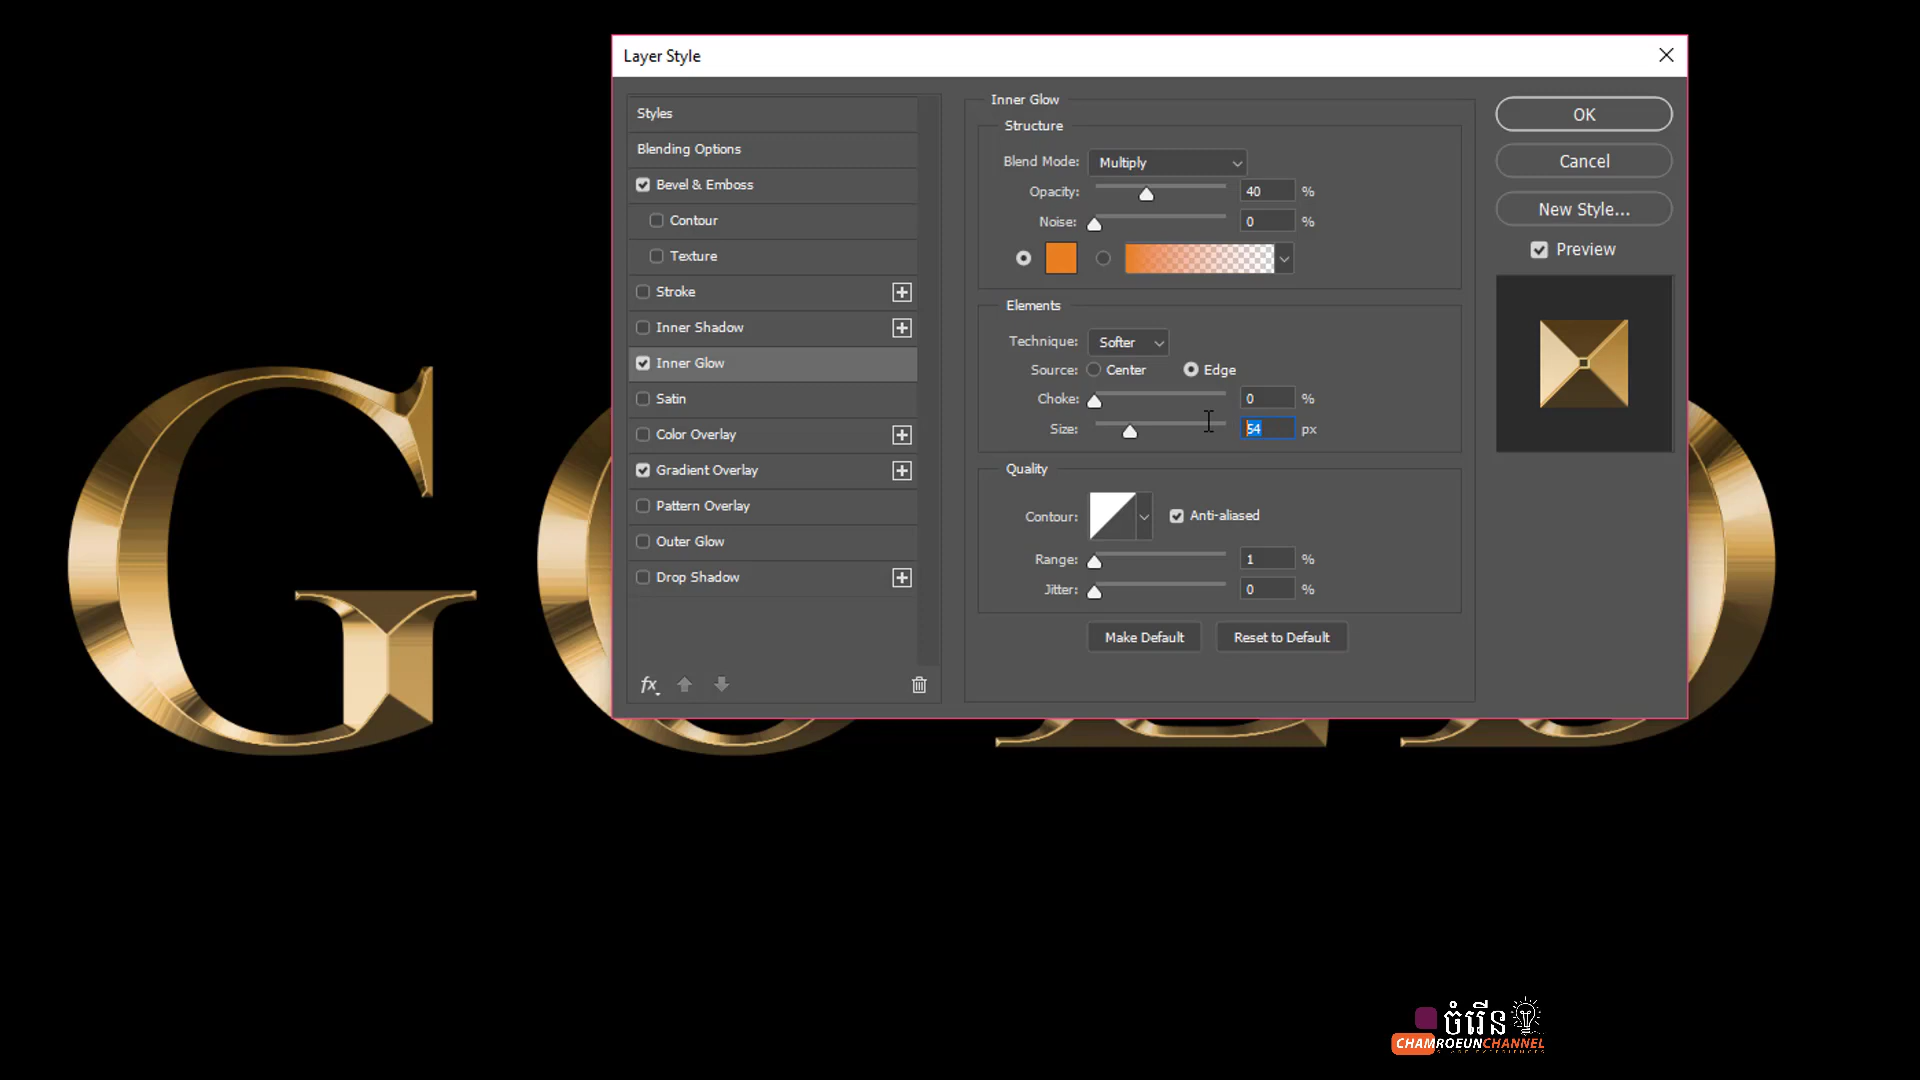 Layer Style
Styles
Blending Options
Bevel & Emboss
Contour
Texture
Stroke
Inner Shadow
Inner Glow
Satin
Color Overlay
Gradient Overlay
Pattern Overlay
Outer Glow
Drop Shadow
fx
Inner Glow
Structure
Blend Mode: Multiply
Opacity: 40 %
Noise: 0 %
Elements
Technique: Softer
Source: Center Edge
Choke: 0 %
Size: 54 px
Quality
Contour: Anti-aliased
Range: 1 %
Jitter: 0 %
Make Default Reset to Default
OK
Cancel
New Style...
Preview
G
ចំរើន
CHAMROEUNCHANNEL